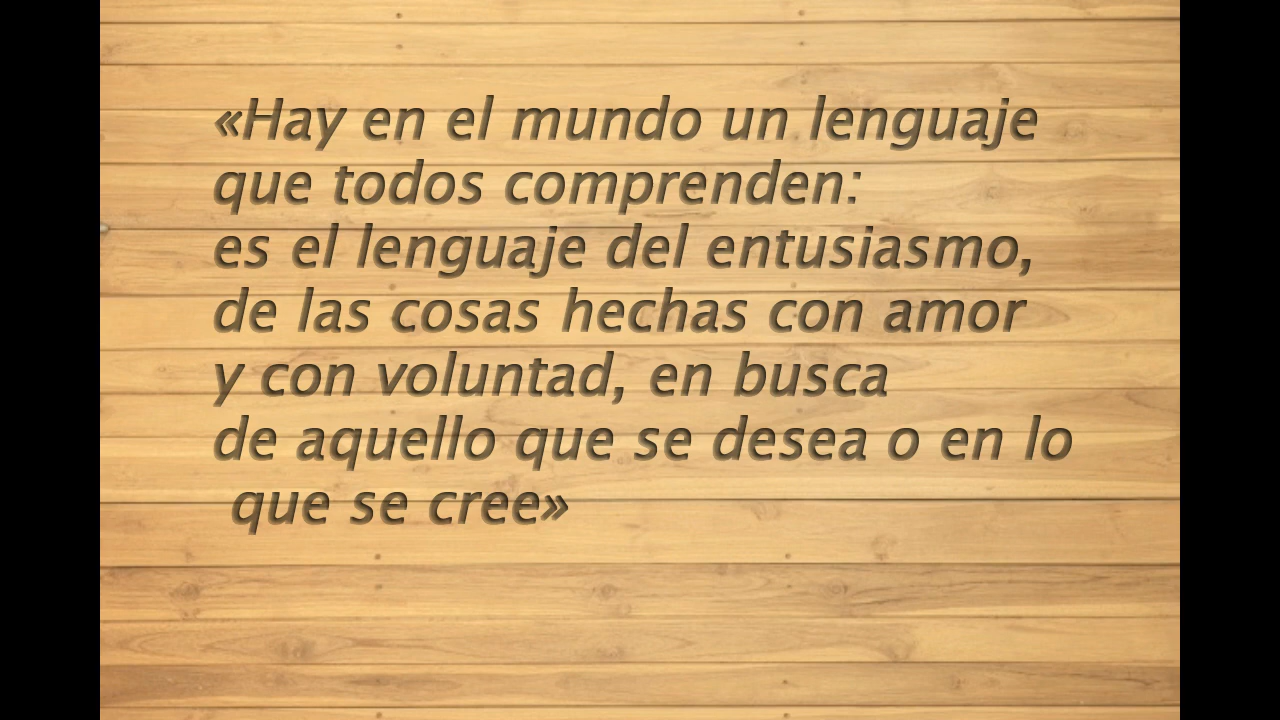 «Hay en el mundo un lenguaje
que todos comprenden:
es el lenguaje del entusiasmo,
de las cosas hechas con amor
y con voluntad, en busca
de aquello que se desea o en lo
que se cree»